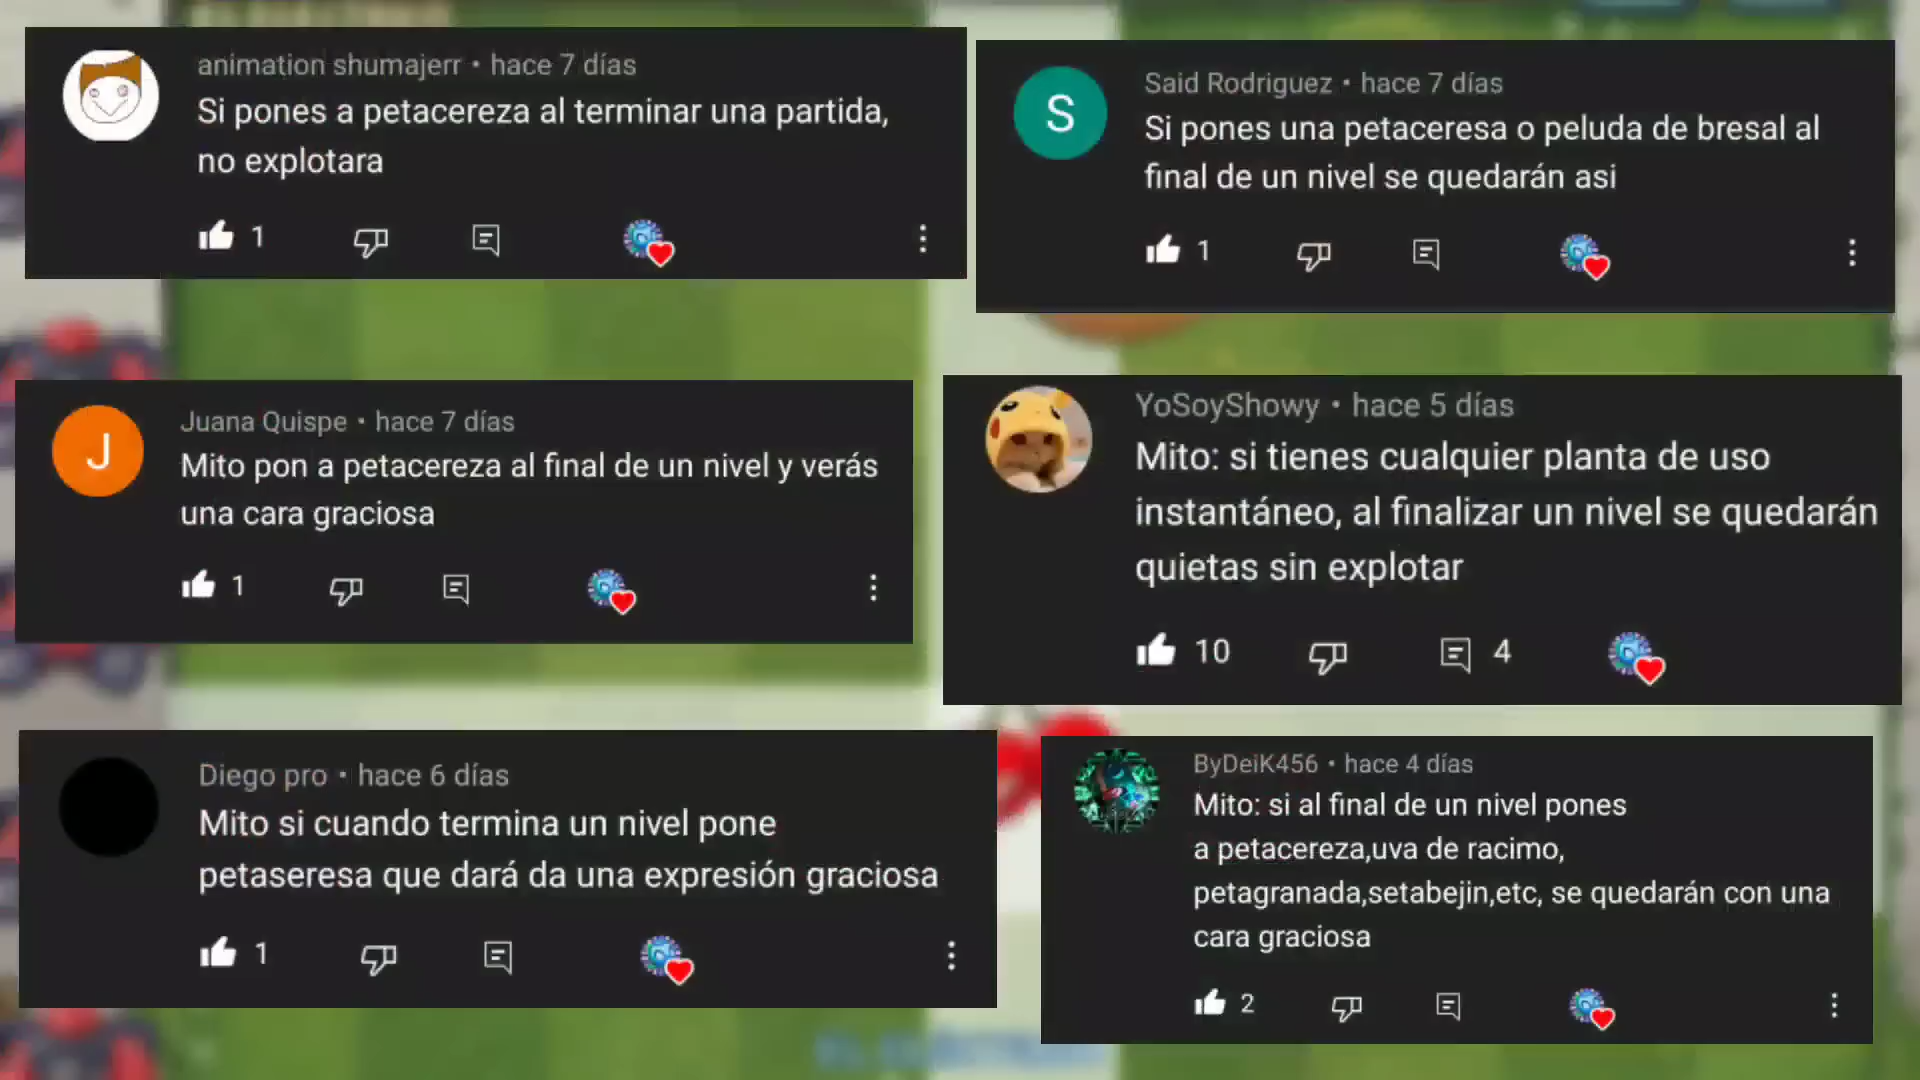 animation shumajerr • hace 7 días
Si pones a petacereza al terminar una partida,
no explotara
1
Said Rodriguez • hace 7 días
Si pones una petaceresa o peluda de bresal al
final de un nivel se quedarán asi
1
Juana Quispe • hace 7 días
Mito pon a petacereza al final de un nivel y verás
una cara graciosa
1
YoSoyShowy • hace 5 días
Mito: si tienes cualquier planta de uso
instantáneo, al finalizar un nivel se quedarán
quietas sin explotar
10 4
Diego pro • hace 6 días
Mito si cuando termina un nivel pone
petaseresa que dará da una expresión graciosa
1
ByDeiK456 • hace 4 días
Mito: si al final de un nivel pones
a petacereza,uva de racimo,
petagranada,setabejin,etc, se quedarán con una
cara graciosa
2